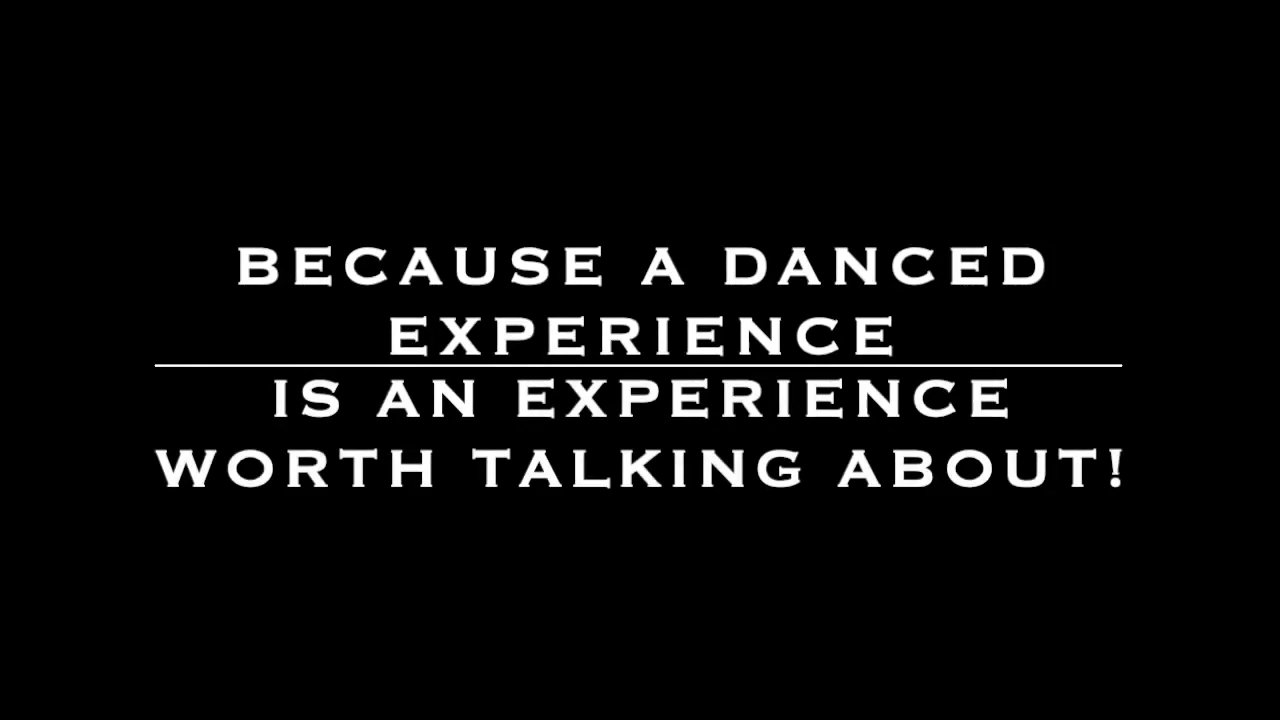 BECAUSE A DANCED
EXPERIENCE
IS AN EXPERIENCE
WORTH TALKING ABOUT!